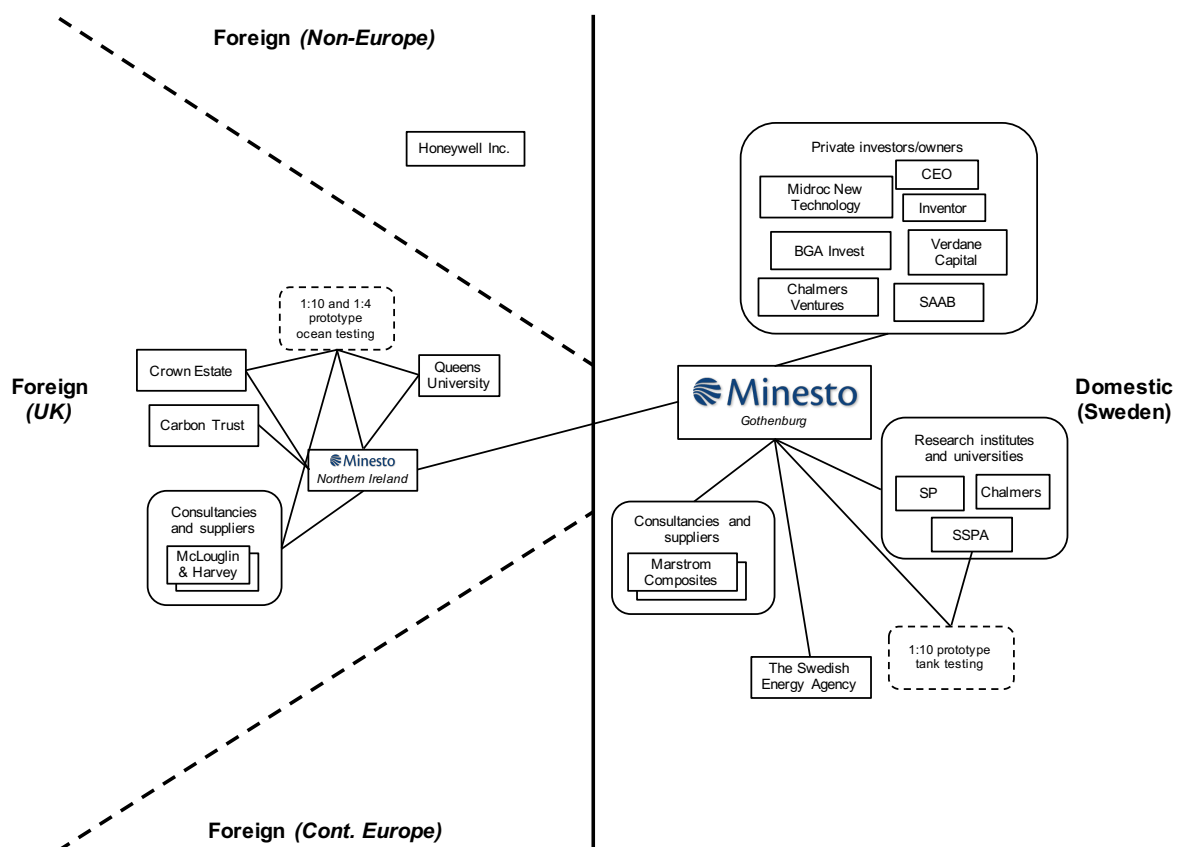 Foreign (Non-Europe)
Honeywell Inc.
Private investors/owners
CEO
Midroc New
Technology
Inventor
BGA Invest
Verdane
Capital
Chalmers
Ventures
SAAB
1:10 and 1:4
prototype
ocean testing
Crown Estate
Queens
University
Carbon Trust
Minesto
Northern Ireland
Foreign
(UK)
Consultancies
and suppliers
McLouglin
& Harvey
Minesto
Gothenburg
Domestic
(Sweden)
Research institutes
and universities
SP
Chalmers
SSPA
Consultancies and
suppliers
Marstrom
Composites
The Swedish
Energy Agency
1:10 prototype
tank testing
Foreign (Cont. Europe)